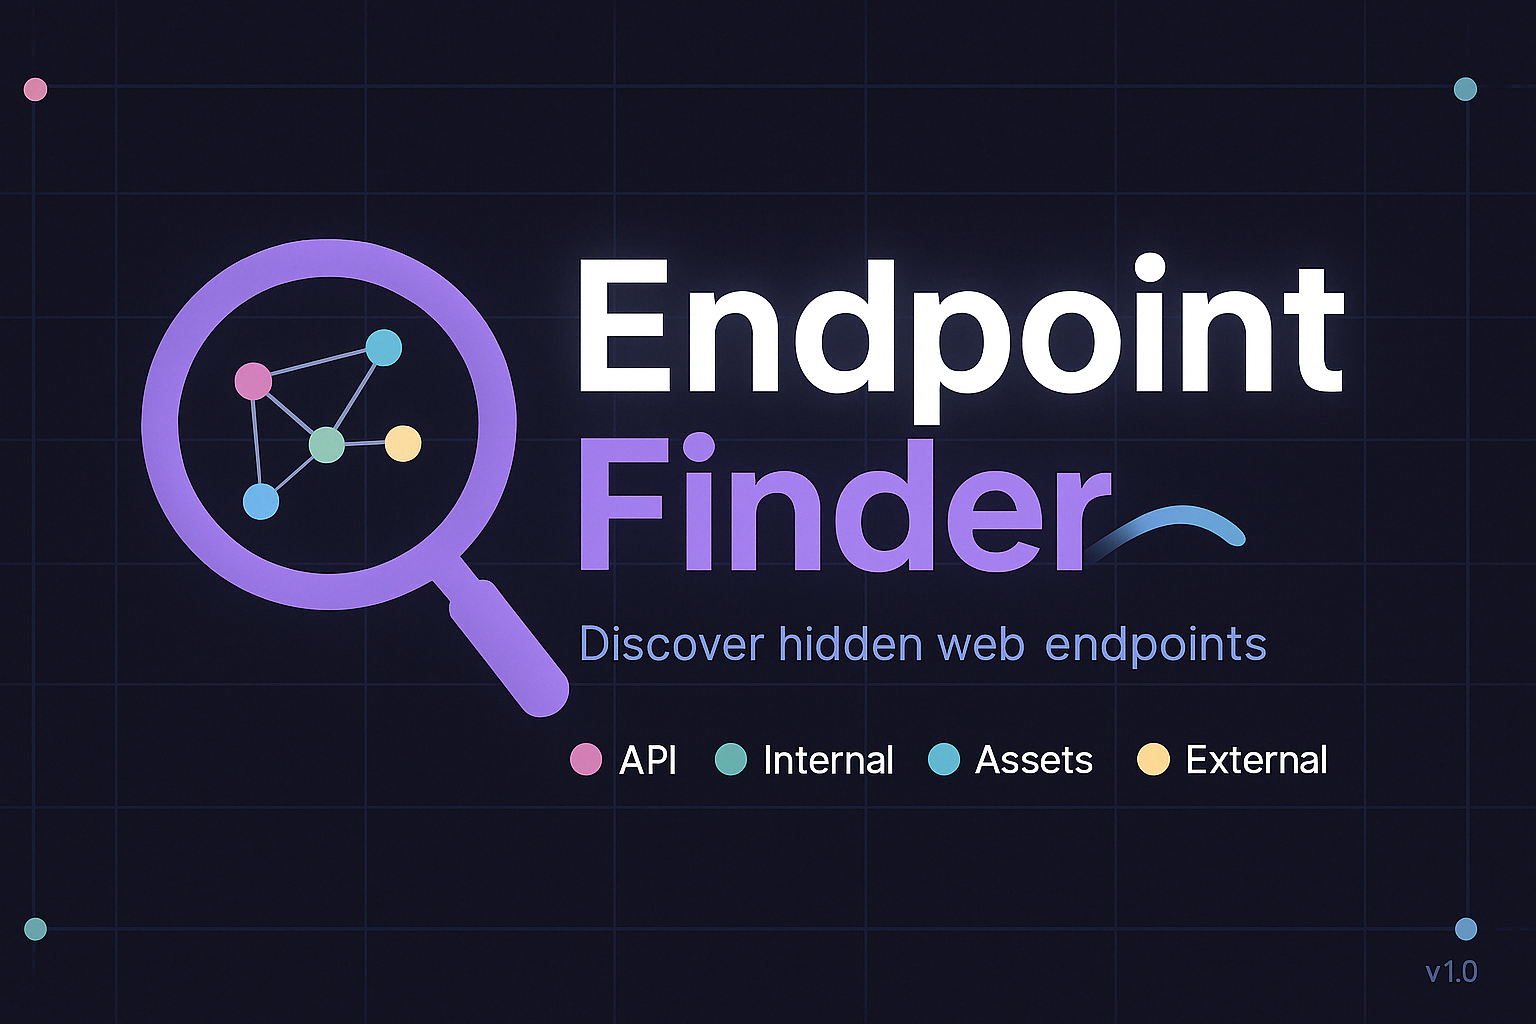 Endpoint
Finder
Discover hidden web endpoints
API Internal Assets External
v1.0